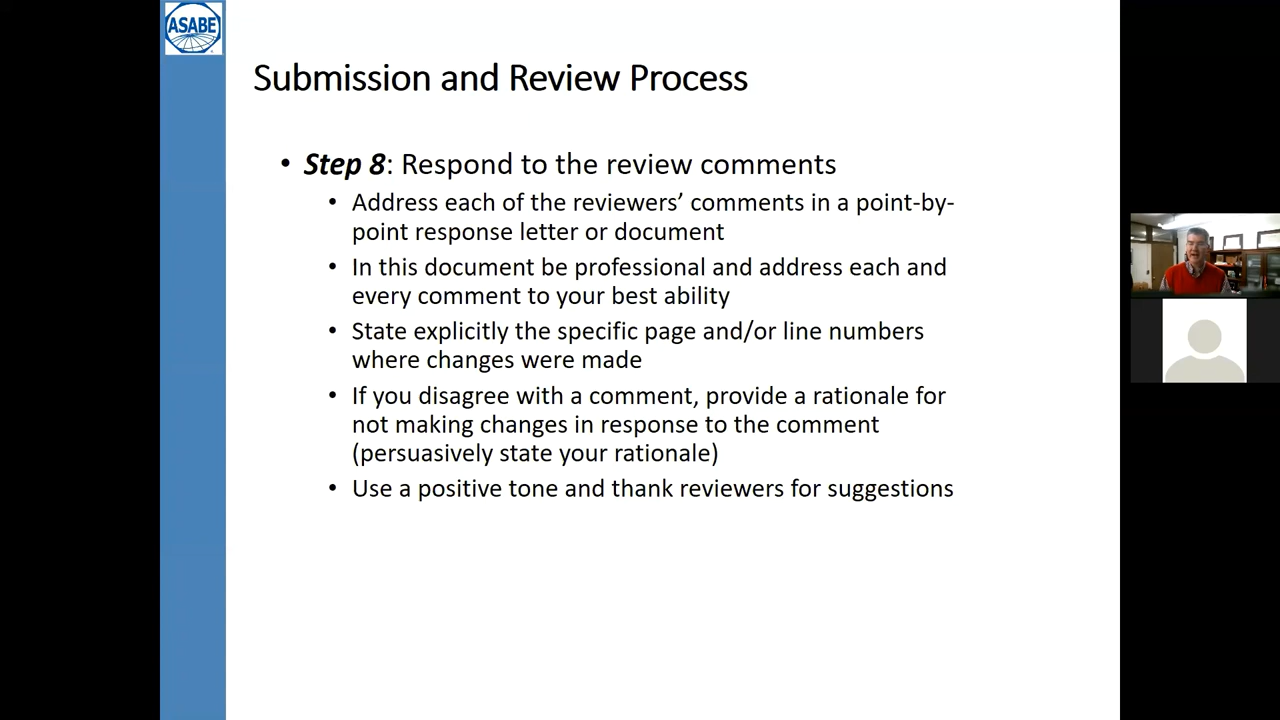 ASABE
Submission and Review Process
• Step 8: Respond to the review comments
• Address each of the reviewers’ comments in a point-by-
point response letter or document
• In this document be professional and address each and
every comment to your best ability
• State explicitly the specific page and/or line numbers
where changes were made
• If you disagree with a comment, provide a rationale for
not making changes in response to the comment
(persuasively state your rationale)
• Use a positive tone and thank reviewers for suggestions